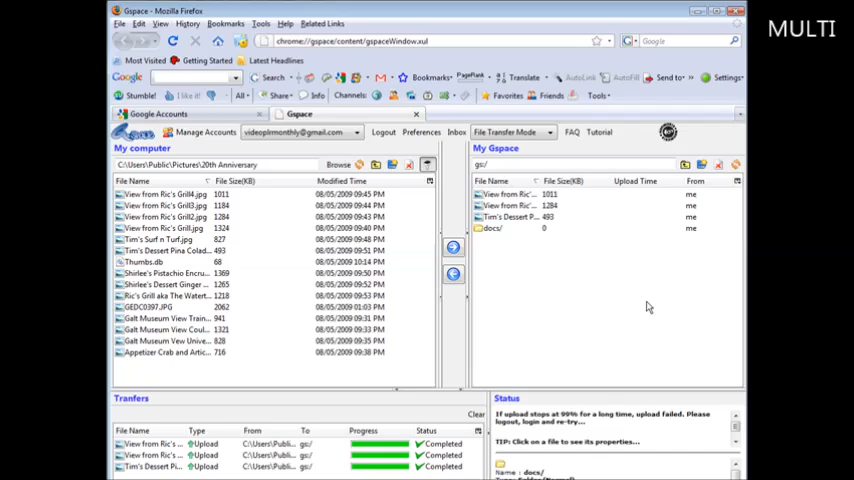 MULTI
Gspace - Mozilla Firefox
File Edit View History Bookmarks Tools Help Related Links
chrome://gspace/content/gspaceWindow.xul
Google
Most Visited Getting Started Latest Headlines
Google Search Bookmarks PageRank Translate AutoLink AutoFill Send to Settings
Stumble! I like it! All Share Info Channels: Favorites Friends Tools
Google Accounts Gspace
Manage Accounts videoplrmonthly@gmail.com Logout Preferences Inbox File Transfer Mode FAQ Tutorial
My computer My Gspace
C:\Users\Public\Pictures\20th Anniversary Browse gs:/
File Name File Size(KB) Modified Time File Name File Size(KB) Upload Time From
View from Ric's Grill4.jpg 1011 08/05/2009 09:45 PM View from Ric'... 1011 me
View from Ric's Grill3.jpg 1184 08/05/2009 09:44 PM View from Ric'... 1284 me
View from Ric's Grill2.jpg 1284 08/05/2009 09:43 PM Tim's Dessert P... 493 me
View from Ric's Grill.jpg 1324 08/05/2009 09:40 PM docs/ 0 me
Tim's Surf n Turf.jpg 827 08/05/2009 09:48 PM
Tim's Dessert Pina Colad... 493 08/05/2009 09:51 PM
Thumbs.db 68 08/05/2009 10:14 PM
Shirlee's Pistachio Encru... 1369 08/05/2009 09:50 PM
Shirlee's Dessert Ginger ... 1265 08/05/2009 09:52 PM
Ric's Grill aka The Watert... 1218 08/05/2009 09:53 PM
GEDC0397.JPG 2062 08/05/2009 01:03 PM
Galt Museum View Train... 941 08/05/2009 09:31 PM
Galt Museum View Coul... 1321 08/05/2009 09:33 PM
Galt Museum Vew Unive... 828 08/05/2009 09:35 PM
Appetizer Crab and Artic... 716 08/05/2009 09:38 PM
Tranfers Status
Clear
If upload stops at 99% for a long time, upload failed. Please
logout, login and re-try...
File Name Type From To Progress Status
View from Ric's ... Upload C:\Users\Publi... gs:/ Completed
TIP: Click on a file to see its properties...
View from Ric's ... Upload C:\Users\Publi... gs:/ Completed
Tim's Dessert Pi... Upload C:\Users\Publi... gs:/ Completed
Name : docs/